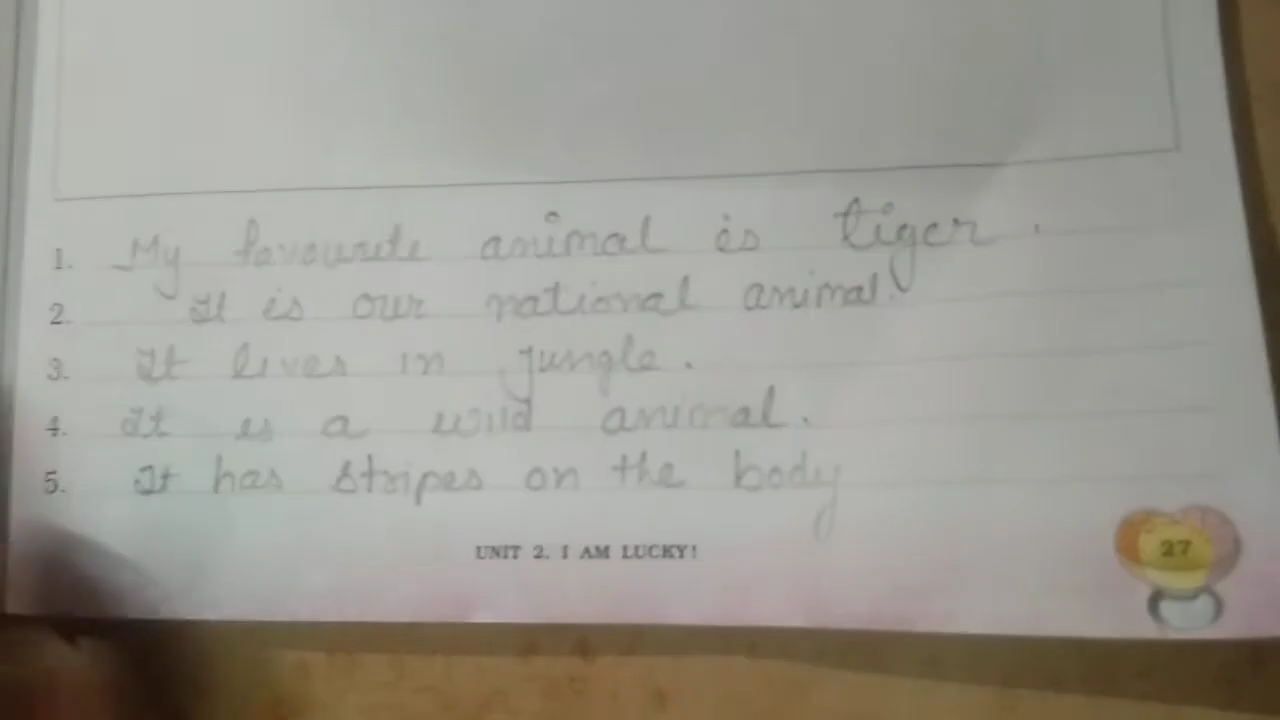 1. My favourite animal is tiger.
2. It is our national animal.
3. It lives in jungle.
4. It is a wild animal.
5. It has stripes on the body
UNIT 2. I AM LUCKY!
27